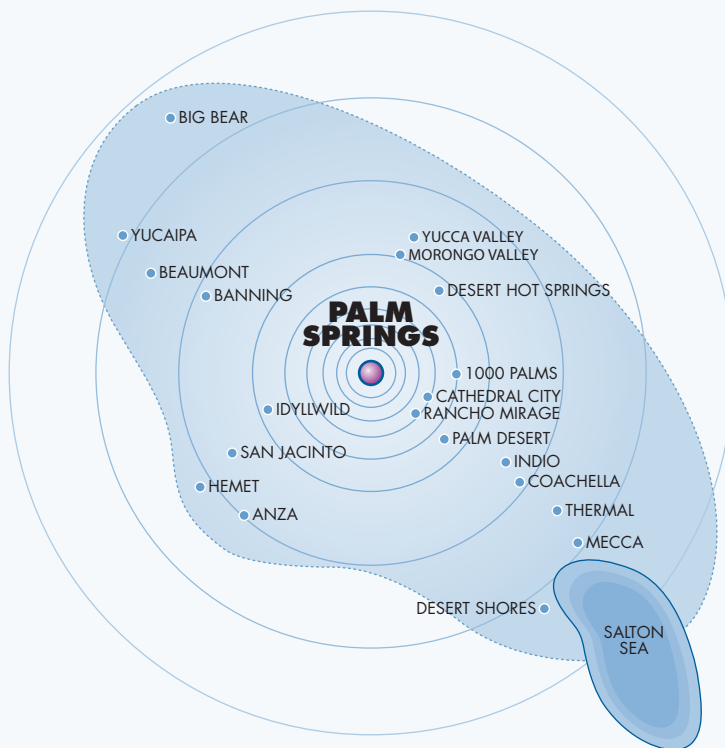 BIG BEAR
YUCAIPA
YUCCA VALLEY
MORONGO VALLEY
BEAUMONT
BANNING
DESERT HOT SPRINGS
PALM
SPRINGS
1000 PALMS
CATHEDRAL CITY
IDYLLWILD
RANCHO MIRAGE
PALM DESERT
SAN JACINTO
INDIO
COACHELLA
HEMET
ANZA
THERMAL
MECCA
DESERT SHORES
SALTON
SEA